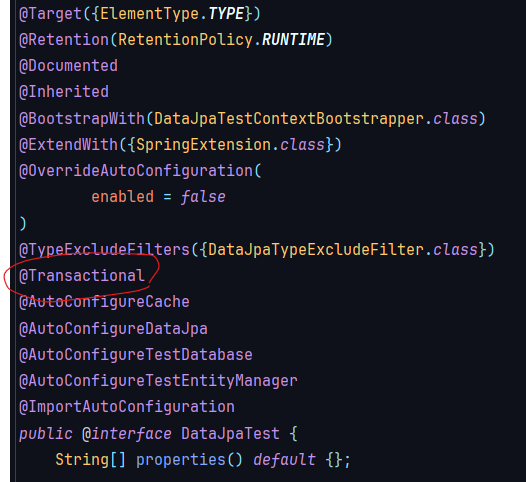 @Target({ElementType.TYPE})
@Retention(RetentionPolicy.RUNTIME)
@Documented
@Inherited
@BootstrapWith(DataJpaTestContextBootstrapper.class)
@ExtendWith({SpringExtension.class})
@OverrideAutoConfiguration(
        enabled = false
)
@TypeExcludeFilters({DataJpaTypeExcludeFilter.class})
@Transactional
@AutoConfigureCache
@AutoConfigureDataJpa
@AutoConfigureTestDatabase
@AutoConfigureTestEntityManager
@ImportAutoConfiguration
public @interface DataJpaTest {
    String[] properties() default {};